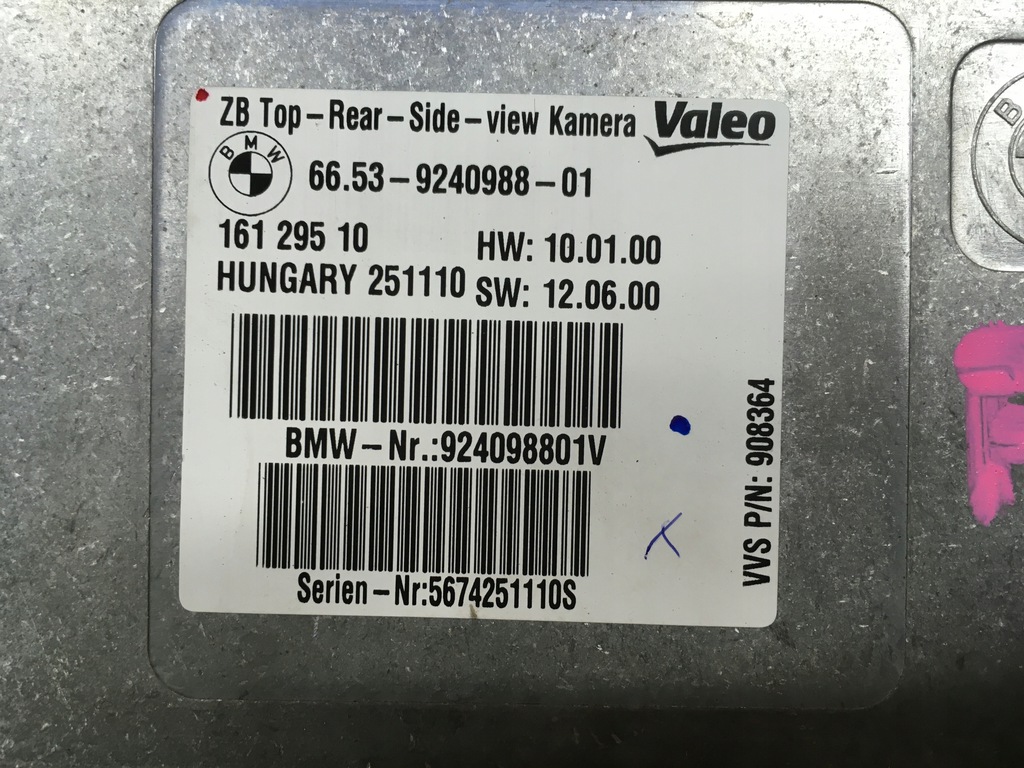 ZB Top-Rear-Side-view Kamera Valeo
BMW 66.53-9240988-01
161 295 10 HW: 10.01.00
HUNGARY 251110 SW: 12.06.00
BMW-Nr.:924098801V
Serien-Nr:5674251110S
VVS P/N: 908364
B